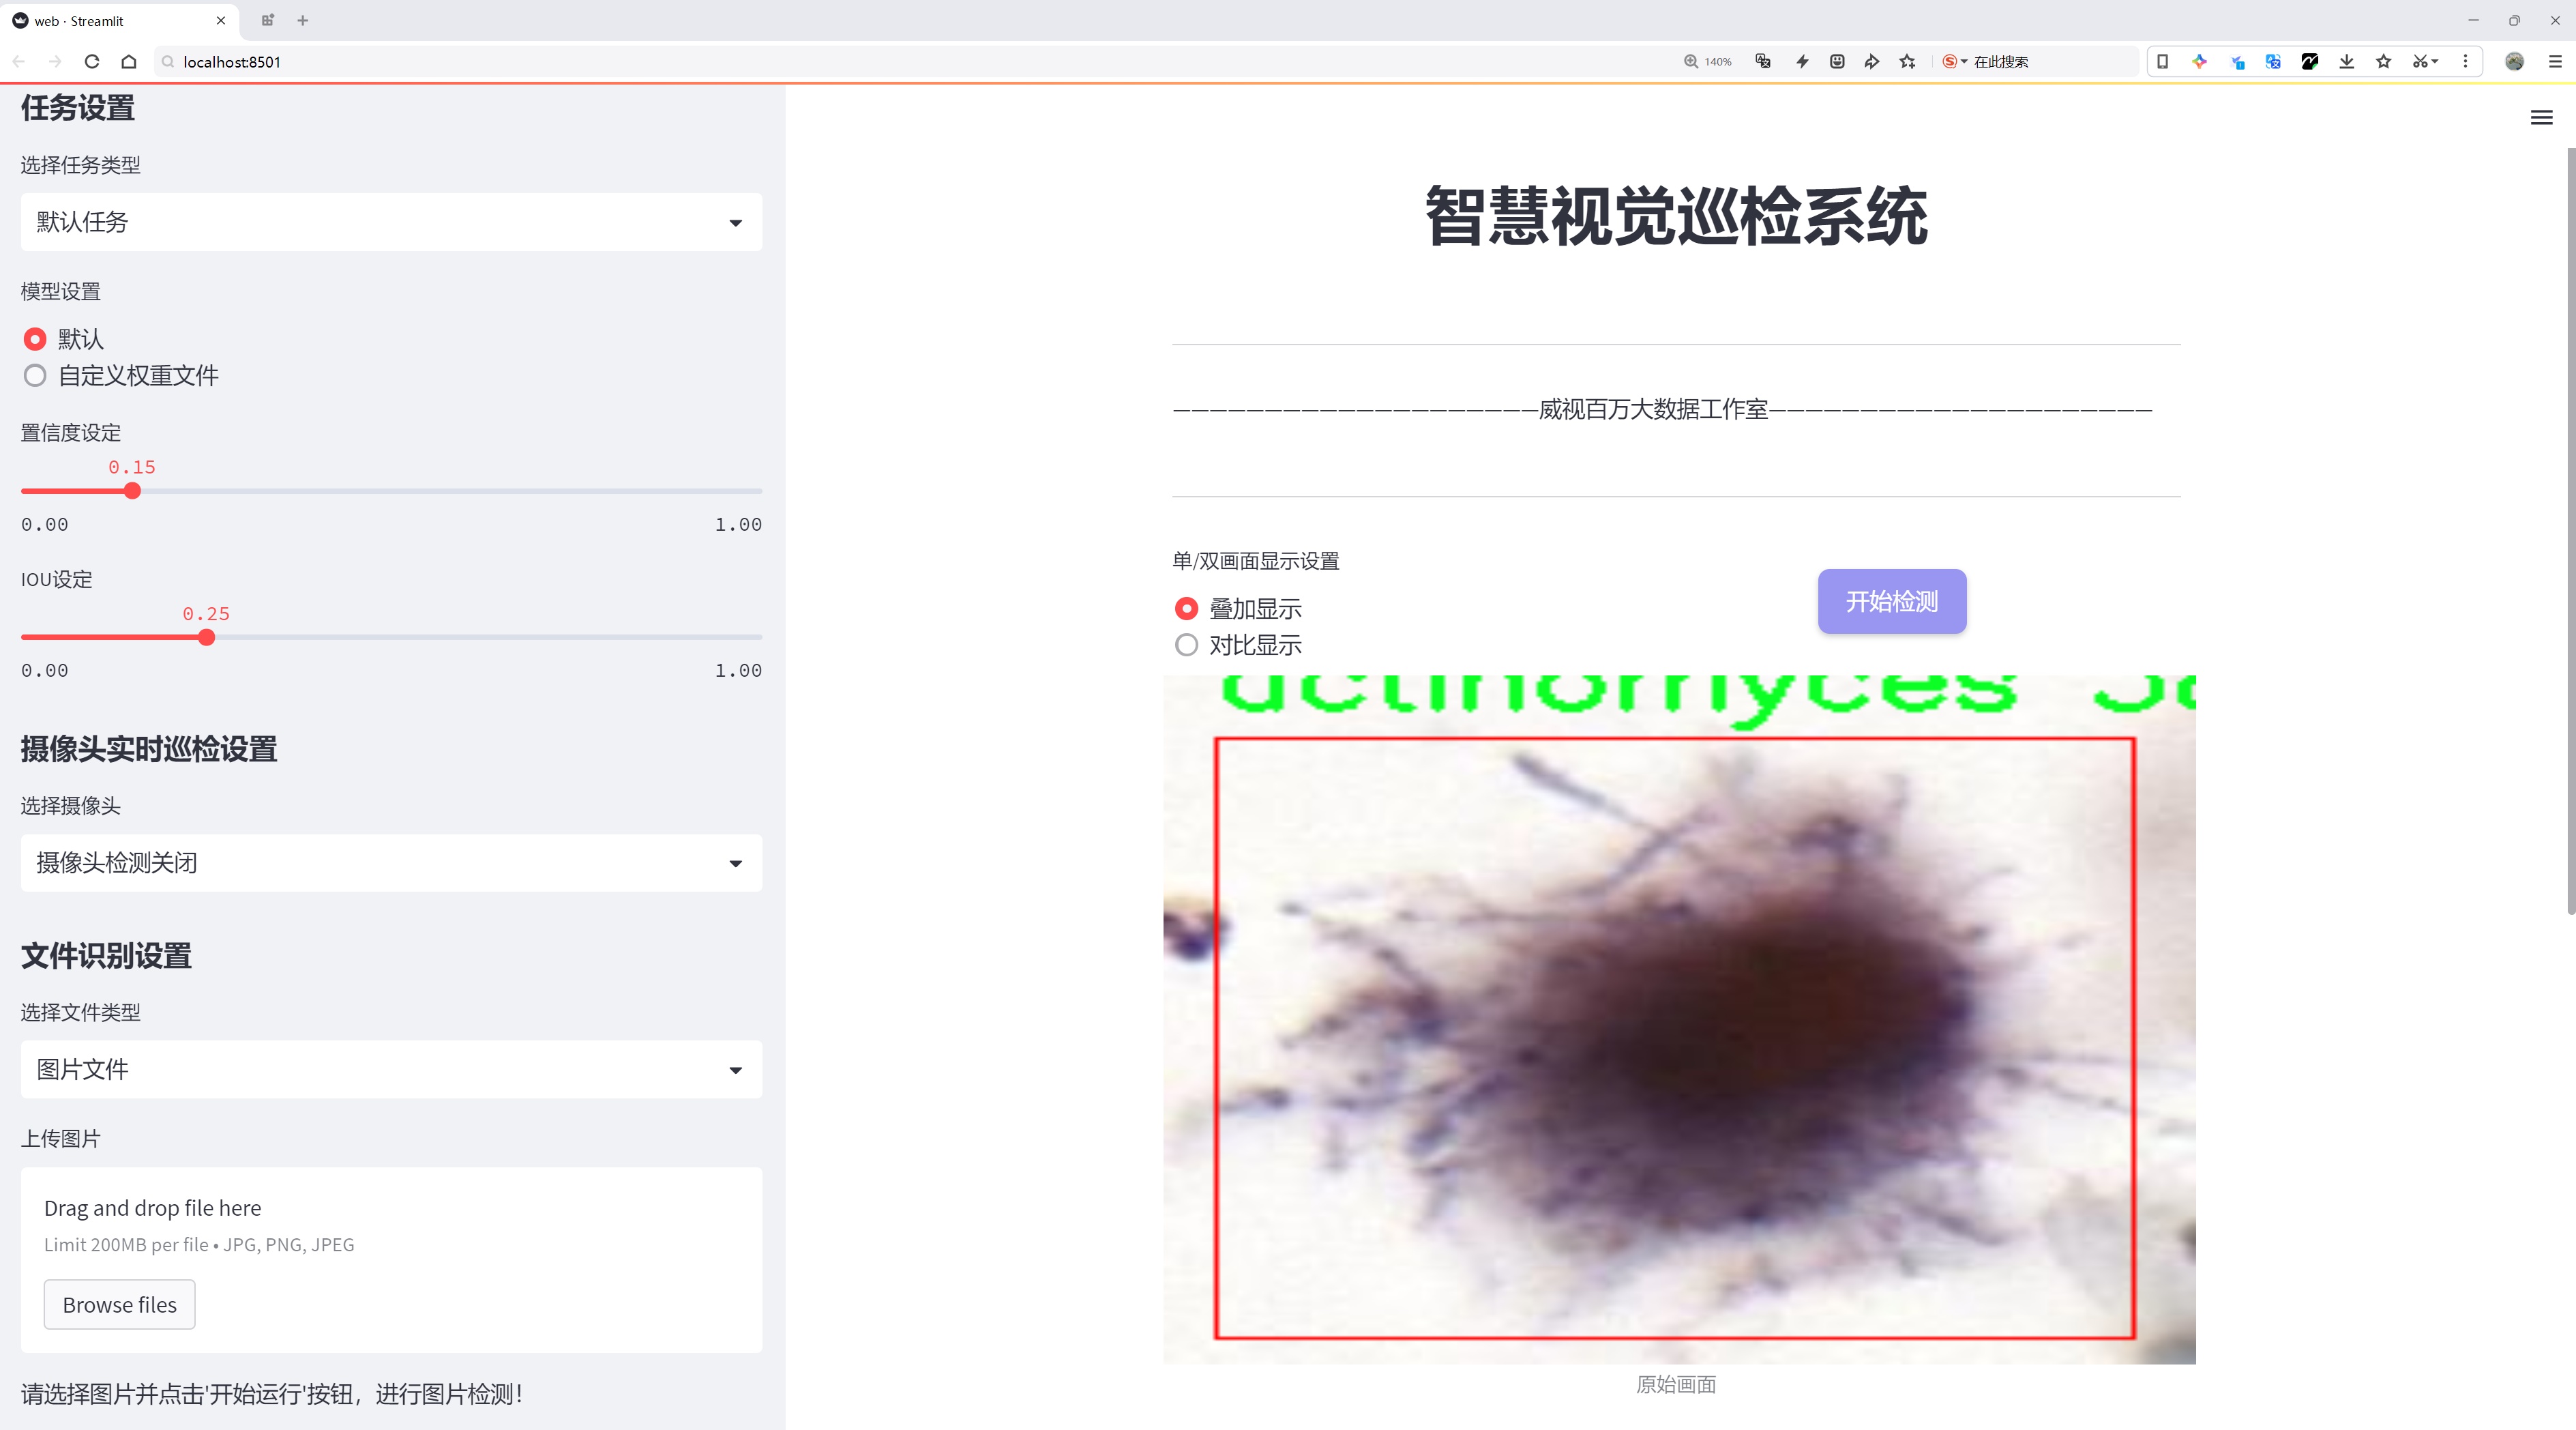 web · Streamlit
localhost:8501
140%
在此搜索
任务设置
选择任务类型
默认任务
模型设置
默认
自定义权重文件
置信度设定
0.15
0.00
1.00
IOU设定
0.25
0.00
1.00
摄像头实时巡检设置
选择摄像头
摄像头检测关闭
文件识别设置
选择文件类型
图片文件
上传图片
Drag and drop file here
Limit 200MB per file • JPG, PNG, JPEG
Browse files
请选择图片并点击'开始运行'按钮，进行图片检测！
智慧视觉巡检系统
————————————————————威视百万大数据工作室—————————————————————
单/双画面显示设置
叠加显示
对比显示
开始检测
actinomyces
原始画面